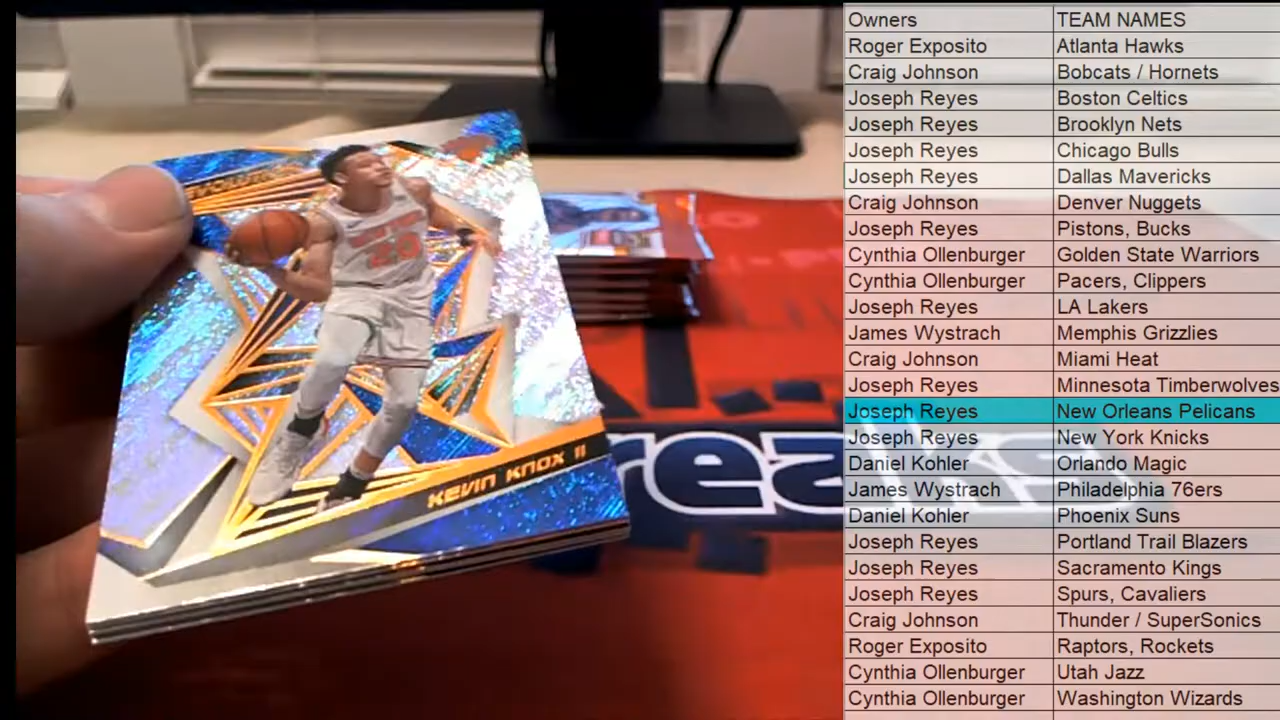 REVOLUTION
20
KEVIN KNOX II
reaks
Owners TEAM NAMES
Roger Exposito Atlanta Hawks
Craig Johnson Bobcats / Hornets
Joseph Reyes Boston Celtics
Joseph Reyes Brooklyn Nets
Joseph Reyes Chicago Bulls
Joseph Reyes Dallas Mavericks
Craig Johnson Denver Nuggets
Joseph Reyes Pistons, Bucks
Cynthia Ollenburger Golden State Warriors
Cynthia Ollenburger Pacers, Clippers
Joseph Reyes LA Lakers
James Wystrach Memphis Grizzlies
Craig Johnson Miami Heat
Joseph Reyes Minnesota Timberwolves
Joseph Reyes New Orleans Pelicans
Joseph Reyes New York Knicks
Daniel Kohler Orlando Magic
James Wystrach Philadelphia 76ers
Daniel Kohler Phoenix Suns
Joseph Reyes Portland Trail Blazers
Joseph Reyes Sacramento Kings
Joseph Reyes Spurs, Cavaliers
Craig Johnson Thunder / SuperSonics
Roger Exposito Raptors, Rockets
Cynthia Ollenburger Utah Jazz
Cynthia Ollenburger Washington Wizards